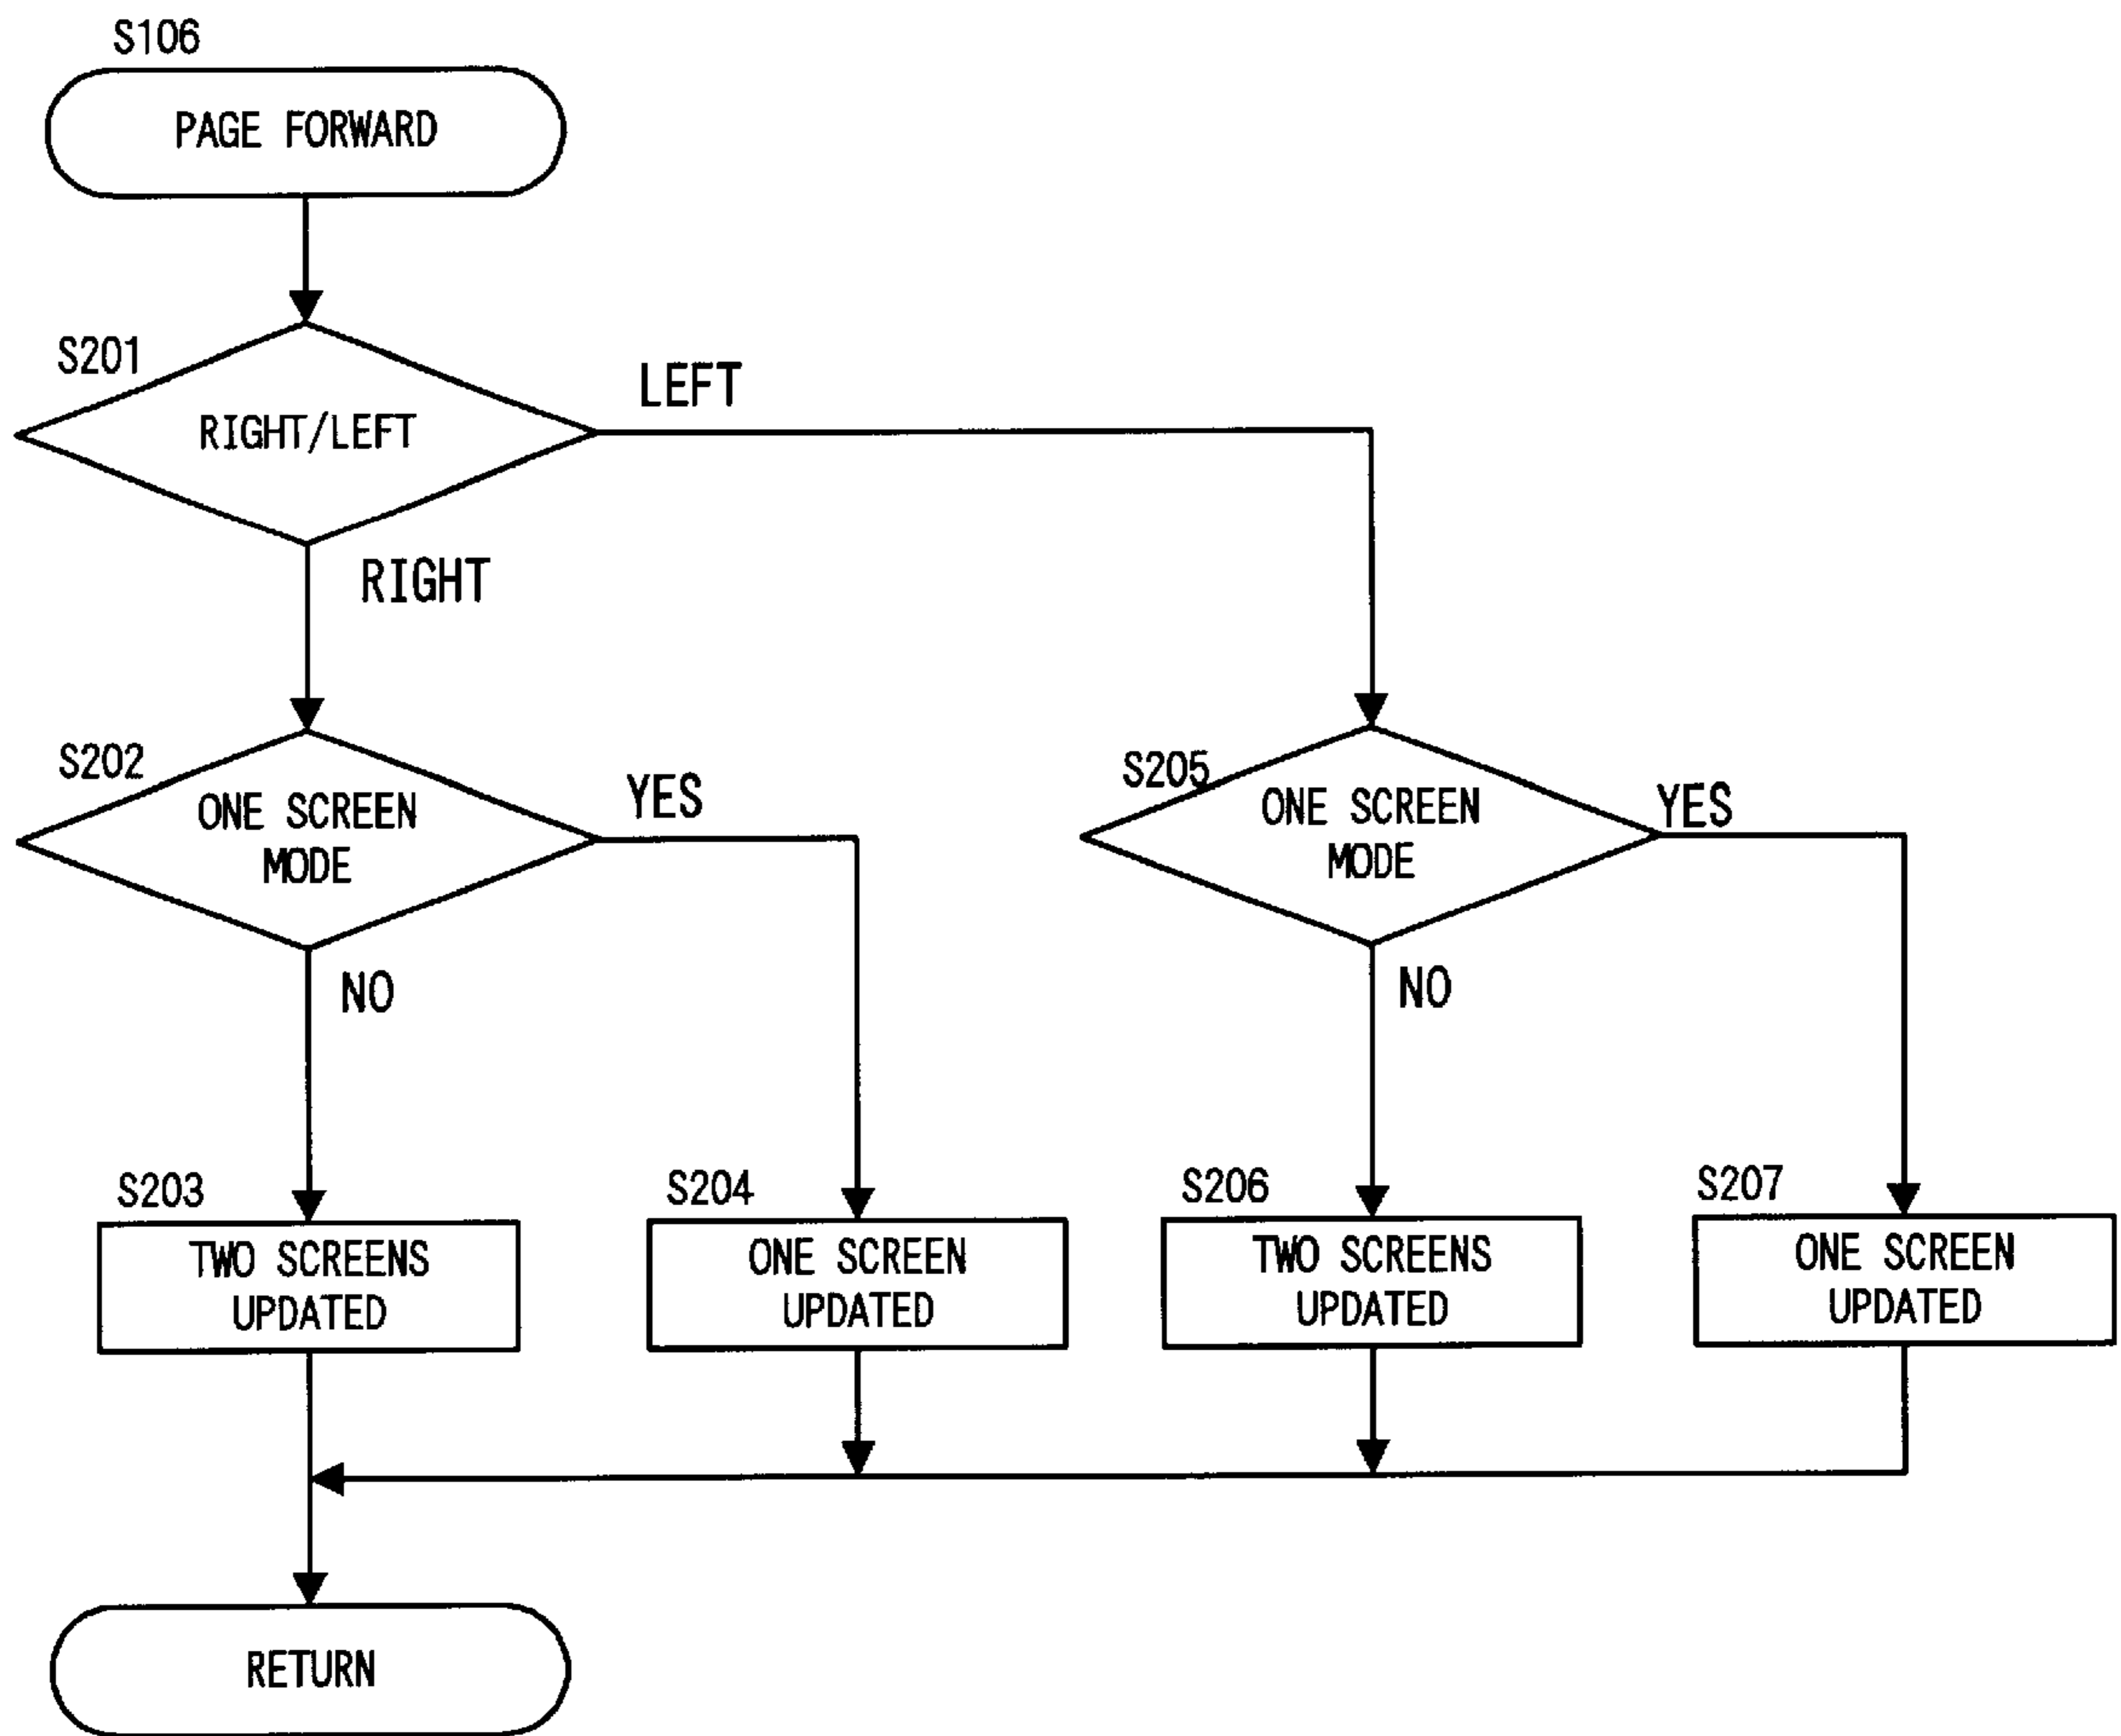 S106
PAGE FORWARD
S201
RIGHT/LEFT
LEFT
RIGHT
S202
ONE SCREEN
MODE
YES
NO
S205
ONE SCREEN
MODE
YES
NO
S203
TWO SCREENS
UPDATED
S204
ONE SCREEN
UPDATED
S206
TWO SCREENS
UPDATED
S207
ONE SCREEN
UPDATED
RETURN